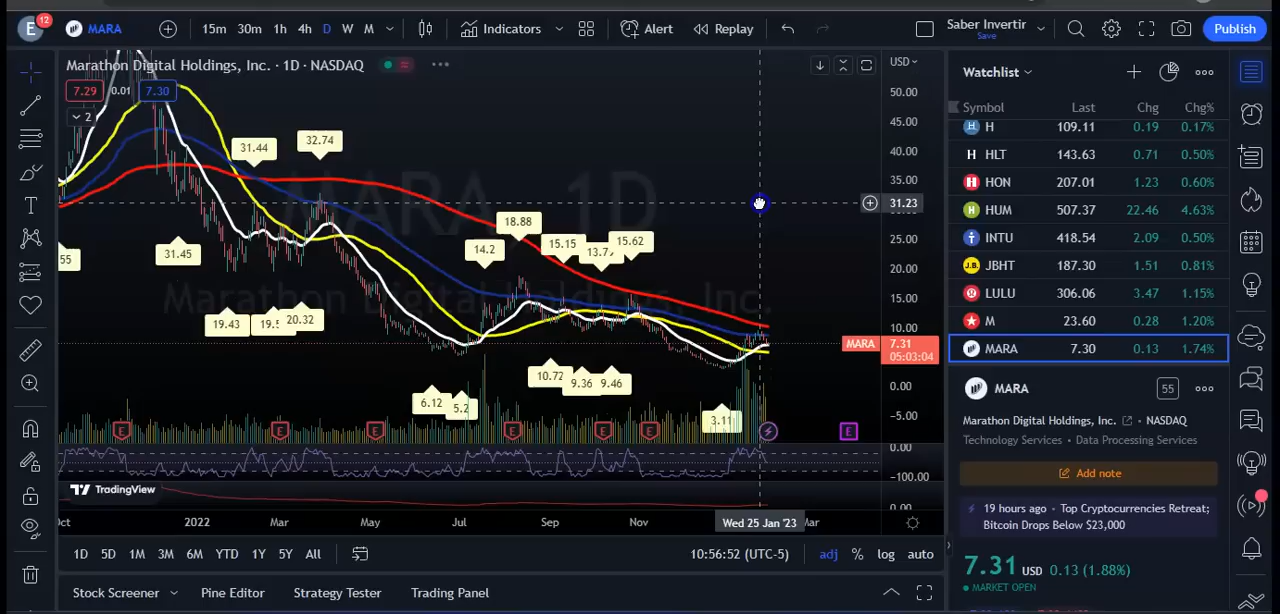 E 12 MARA 15m 30m 1h 4h D W M Indicators Alert Replay Saber Invertir Save Publish
Marathon Digital Holdings, Inc. · 1D · NASDAQ
7.29 0.01 7.30
2
MARA 1D
Marathon Digital Holdings, Inc.
32.74
31.44
31.45
55
18.88
14.2
15.15
15.62
19.43
20.32
10.72
9.36
9.46
6.12
5.2
3.11
E E E E E E E
USD
50.00
45.00
40.00
35.00
31.23
25.00
20.00
15.00
10.00
MARA 7.31
05:03:04
0.00
−5.00
0.00
−100.00
0.00
TradingView
Oct 2022 Mar May Jul Sep Nov Wed 25 Jan '23 Mar
1D 5D 1M 3M 6M YTD 1Y 5Y All 10:56:52 (UTC-5) adj % log auto
Stock Screener Pine Editor Strategy Tester Trading Panel
Watchlist
Symbol Last Chg Chg%
H H 109.11 0.19 0.17%
H HLT 143.63 0.71 0.50%
HON 207.01 1.23 0.60%
HUM 507.37 22.46 4.63%
INTU 418.54 2.09 0.50%
J.B. JBHT 187.30 1.51 0.81%
LULU 306.06 3.47 1.15%
M 23.60 0.28 1.20%
MARA 7.30 0.13 1.74%
MARA 55
Marathon Digital Holdings, Inc. · NASDAQ
Technology Services · Data Processing Services
Add note
19 hours ago · Top Cryptocurrencies Retreat;
Bitcoin Drops Below $23,000
7.31 USD 0.13 (1.88%)
MARKET OPEN